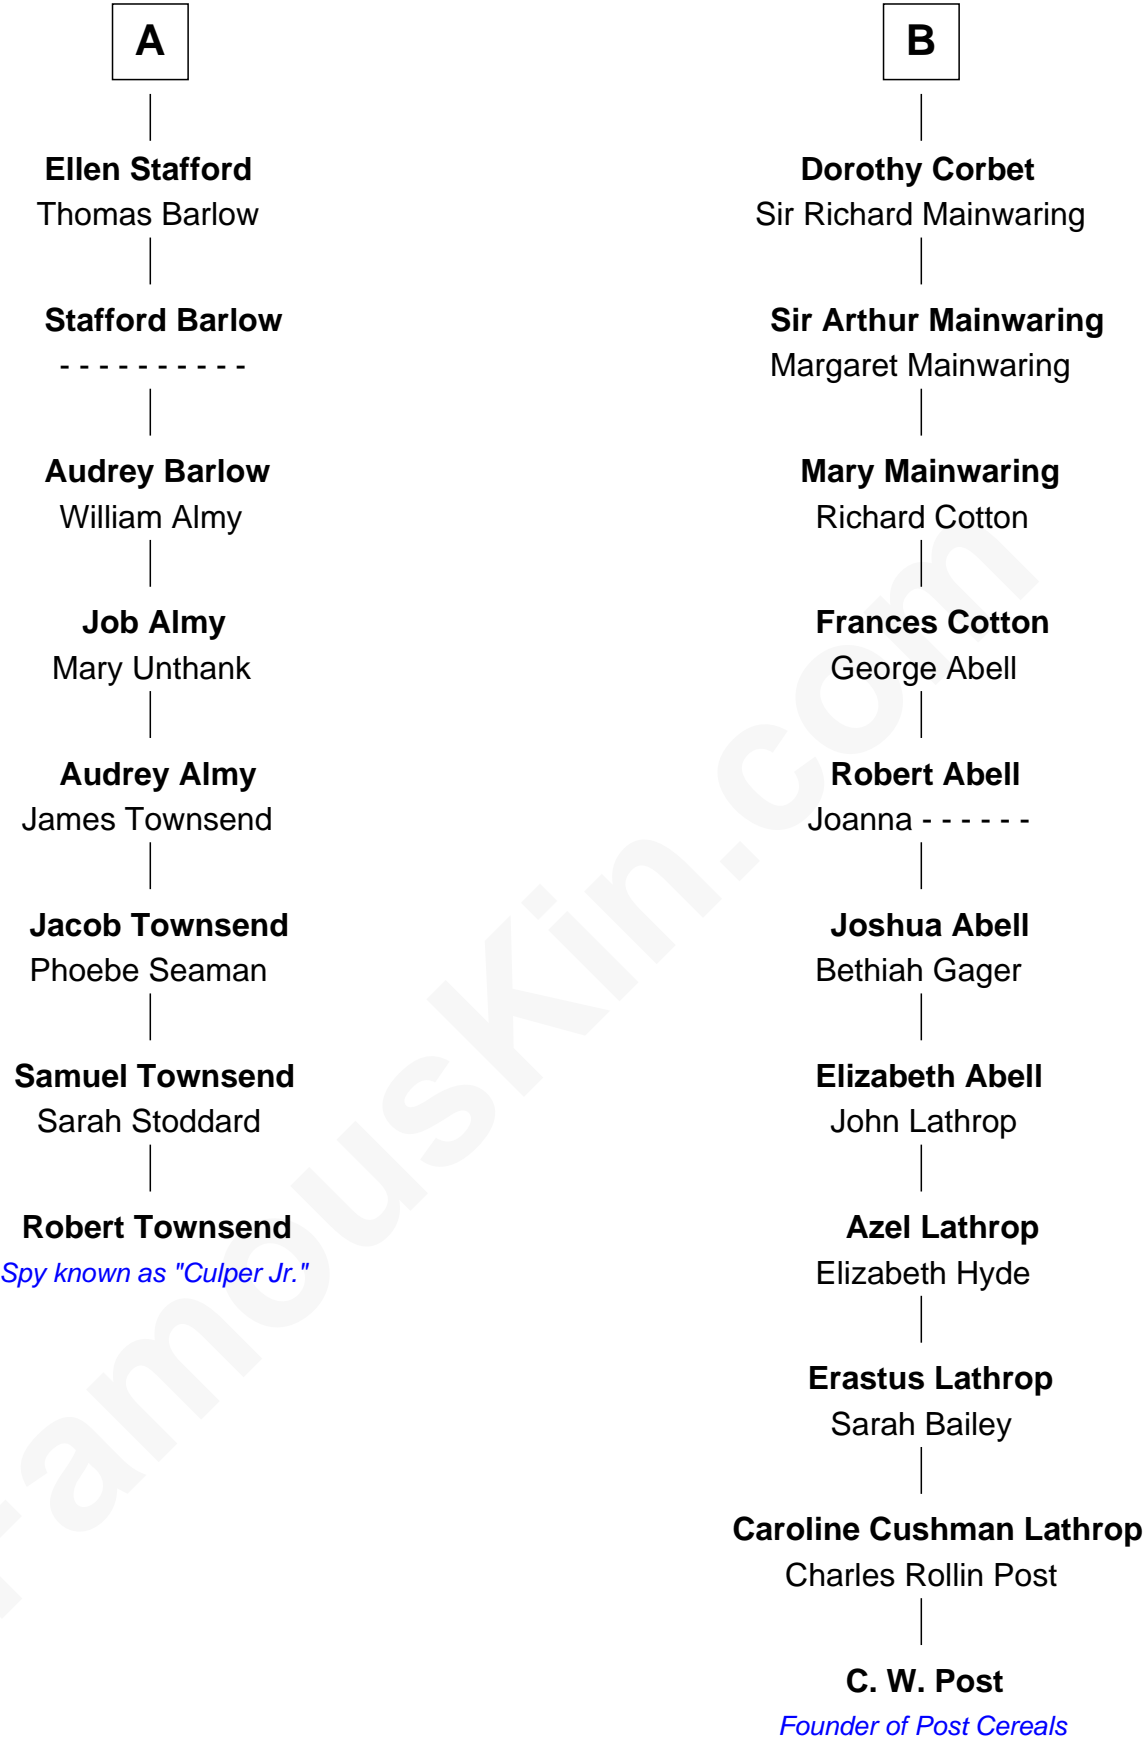 A
Ellen Stafford
Thomas Barlow
Stafford Barlow
- - - - - - - - - -
Audrey Barlow
William Almy
Job Almy
Mary Unthank
Audrey Almy
James Townsend
Jacob Townsend
Phoebe Seaman
Samuel Townsend
Sarah Stoddard
Robert Townsend
Spy known as "Culper Jr."
B
Dorothy Corbet
Sir Richard Mainwaring
Sir Arthur Mainwaring
Margaret Mainwaring
Mary Mainwaring
Richard Cotton
Frances Cotton
George Abell
Robert Abell
Joanna - - - - - -
Joshua Abell
Bethiah Gager
Elizabeth Abell
John Lathrop
Azel Lathrop
Elizabeth Hyde
Erastus Lathrop
Sarah Bailey
Caroline Cushman Lathrop
Charles Rollin Post
C. W. Post
Founder of Post Cereals
FamousKin.com